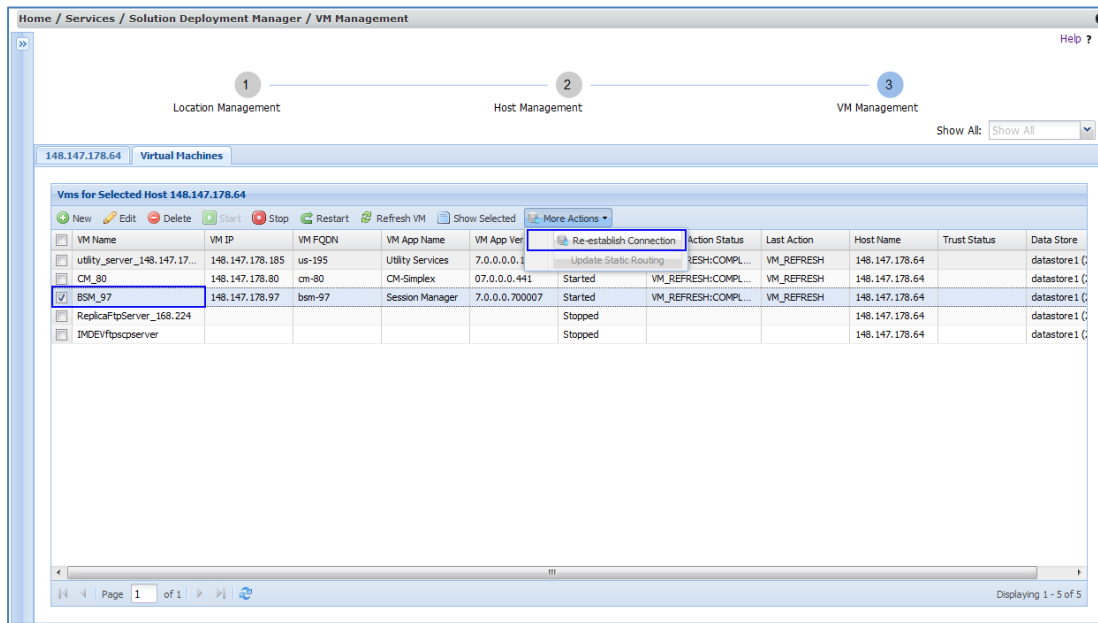 Home / Services / Solution Deployment Manager / VM Management
Help ?
1 2 3
Location Management Host Management VM Management
Show All: Show All
148.147.178.64 Virtual Machines
Vms for Selected Host 148.147.178.64
New Edit Delete Start Stop Restart Refresh VM Show Selected More Actions
VM Name VM IP VM FQDN VM App Name VM App Ver Re-establish Connection Action Status Last Action Host Name Trust Status Data Store
utility_server_148.147.17... 148.147.178.185 us-195 Utility Services 7.0.0.0.0.1 Update Static Routing RESH:COMPL... VM_REFRESH 148.147.178.64 datastore1 (2
CM_80 148.147.178.80 cm-80 CM-Simplex 07.0.0.0.441 Started VM_REFRESH:COMPL... VM_REFRESH 148.147.178.64 datastore1 (2
BSM_97 148.147.178.97 bsm-97 Session Manager 7.0.0.0.700007 Started VM_REFRESH:COMPL... VM_REFRESH 148.147.178.64 datastore1 (2
ReplicaFtpServer_168.224 Stopped 148.147.178.64 datastore1 (2
IMDEVftpscpserver Stopped 148.147.178.64 datastore1 (2
Page 1 of 1 Displaying 1 - 5 of 5